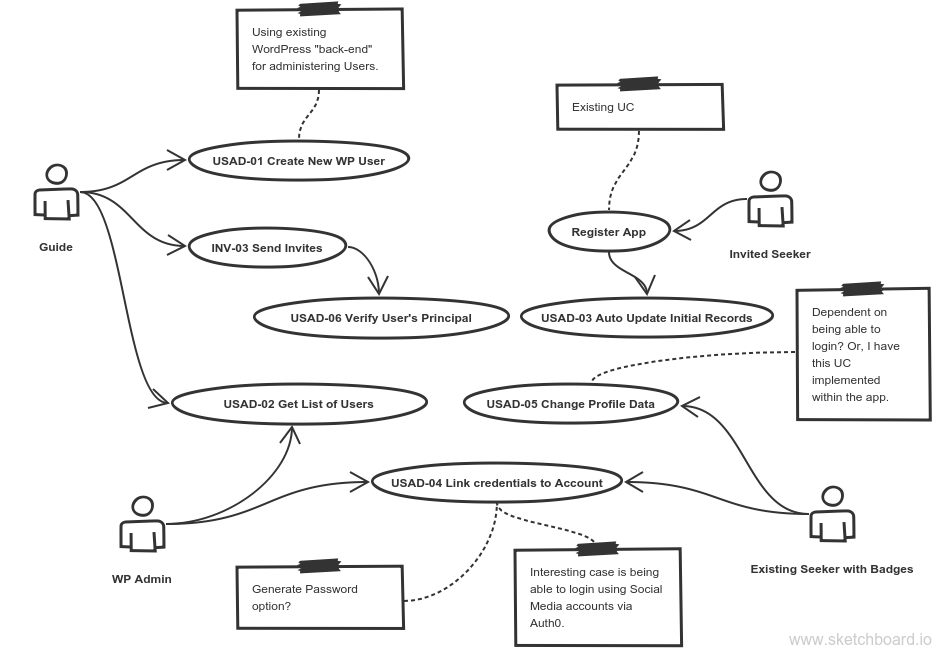 Using existing
WordPress "back-end"
for administering Users.
Existing UC
USAD-01 Create New WP User
Guide
INV-03 Send Invites
Register App
Invited Seeker
USAD-06 Verify User's Principal
USAD-03 Auto Update Initial Records
Dependent on
being able to
login? Or, I have
this UC
implemented
within the app.
USAD-02 Get List of Users
USAD-05 Change Profile Data
USAD-04 Link credentials to Account
WP Admin
Existing Seeker with Badges
Generate Password
option?
Interesting case is being
able to login using Social
Media accounts via
Auth0.
www.sketchboard.io